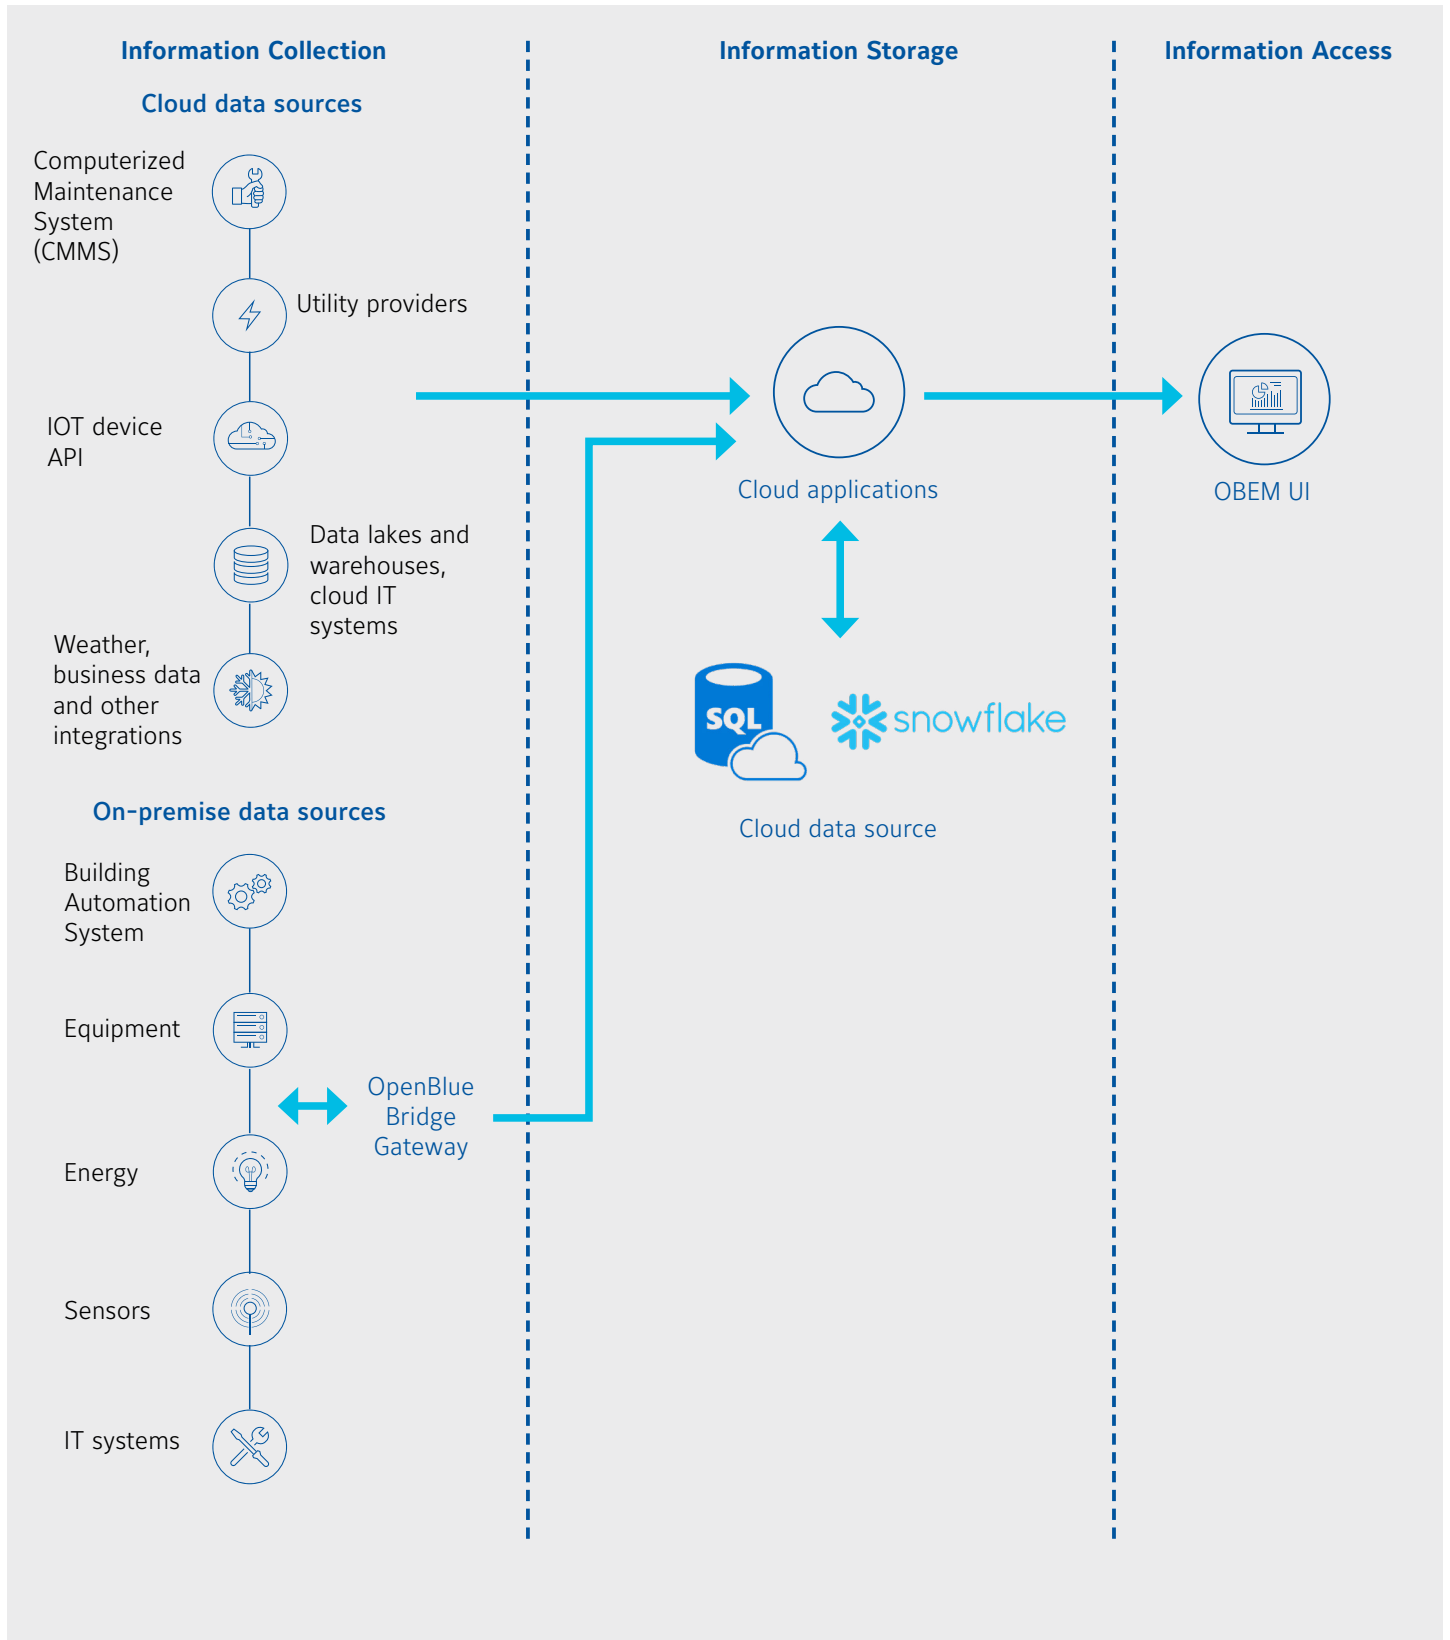 Information Collection
Cloud data sources
Computerized
Maintenance
System
(CMMS)
Utility providers
IOT device
API
Data lakes and
warehouses,
cloud IT
systems
Weather,
business data
and other
integrations
On-premise data sources
Building
Automation
System
Equipment
OpenBlue
Bridge
Gateway
Energy
Sensors
IT systems
Information Storage
Cloud applications
SQL
snowflake
Cloud data source
Information Access
OBEM UI